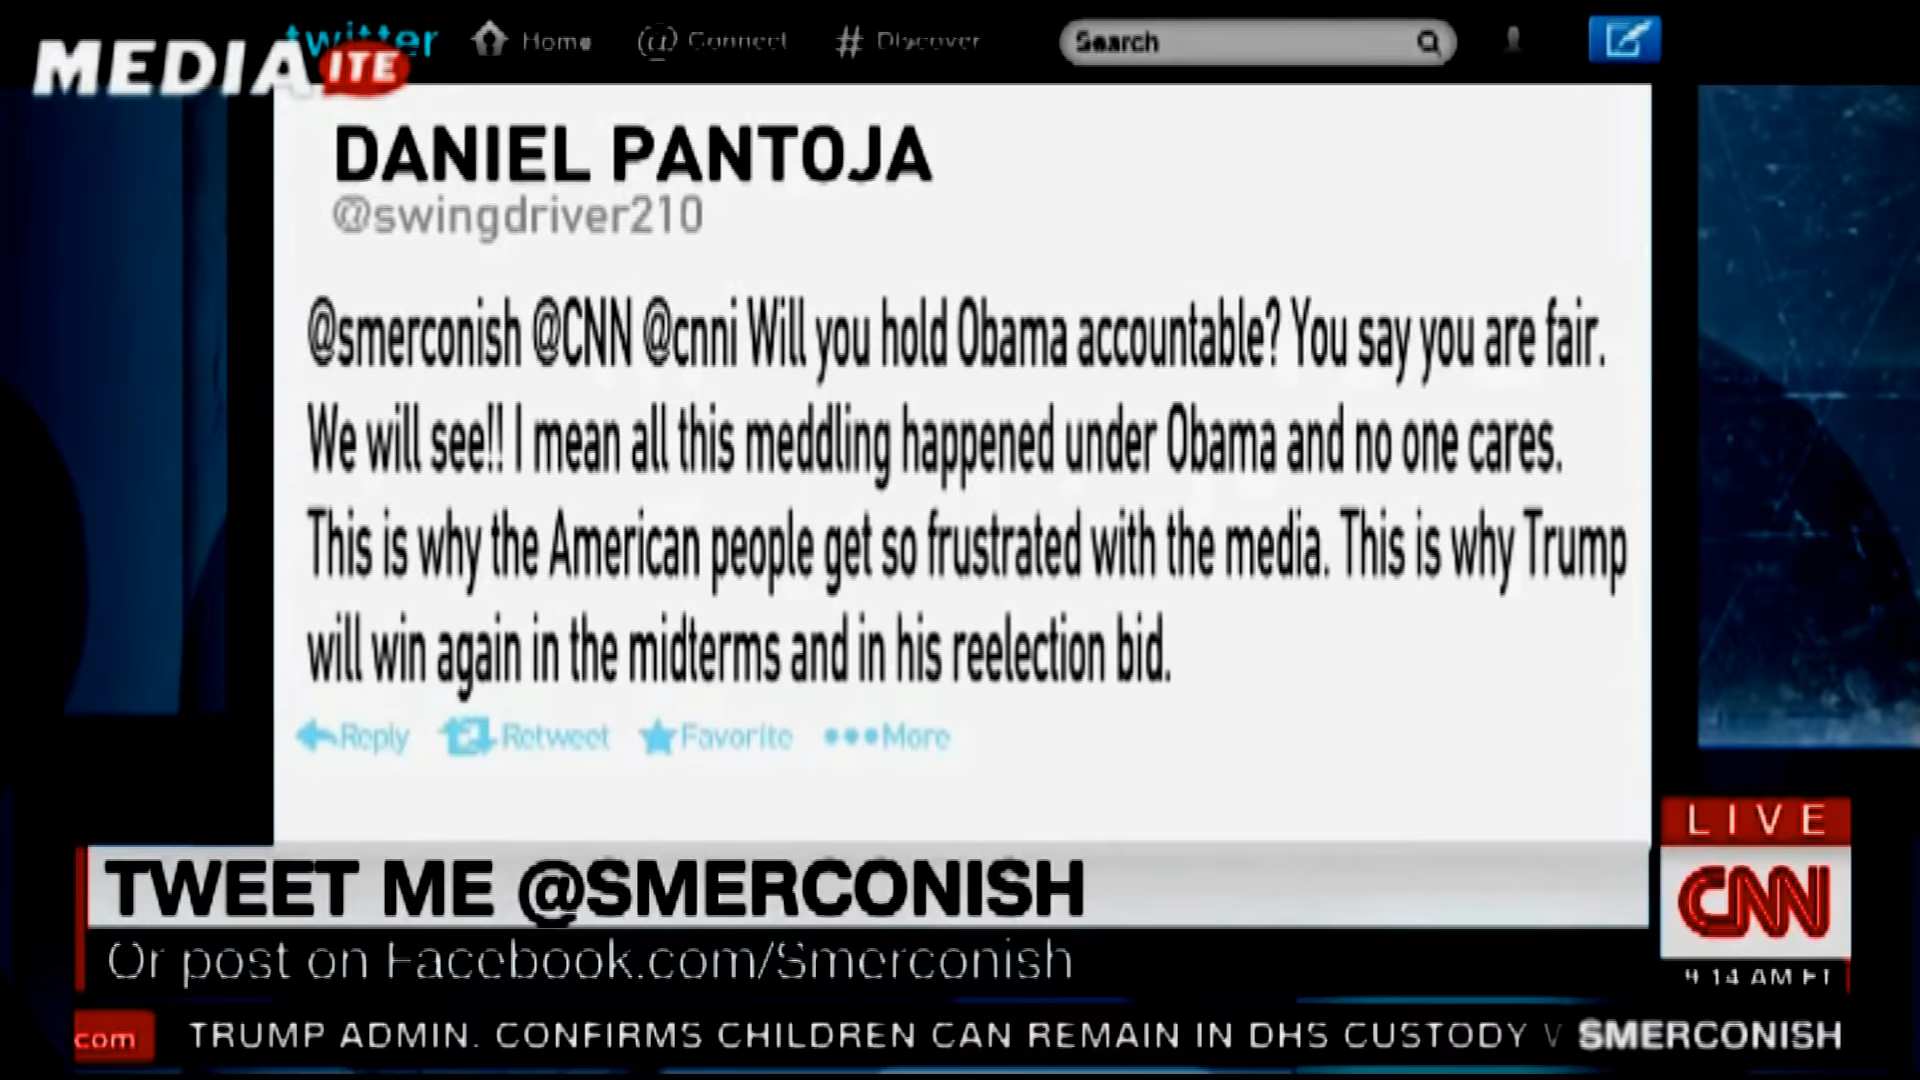 twitter Home @ Connect # Discover Search
MEDIAITE
DANIEL PANTOJA
@swingdriver210
@smerconish @CNN @cnni Will you hold Obama accountable? You say you are fair.
We will see!! I mean all this meddling happened under Obama and no one cares.
This is why the American people get so frustrated with the media. This is why Trump
will win again in the midterms and in his reelection bid.
Reply Retweet Favorite •••More
LIVE
CNN
9:14 AM ET
TWEET ME @SMERCONISH
Or post on Facebook.com/Smerconish
com TRUMP ADMIN. CONFIRMS CHILDREN CAN REMAIN IN DHS CUSTODY SMERCONISH